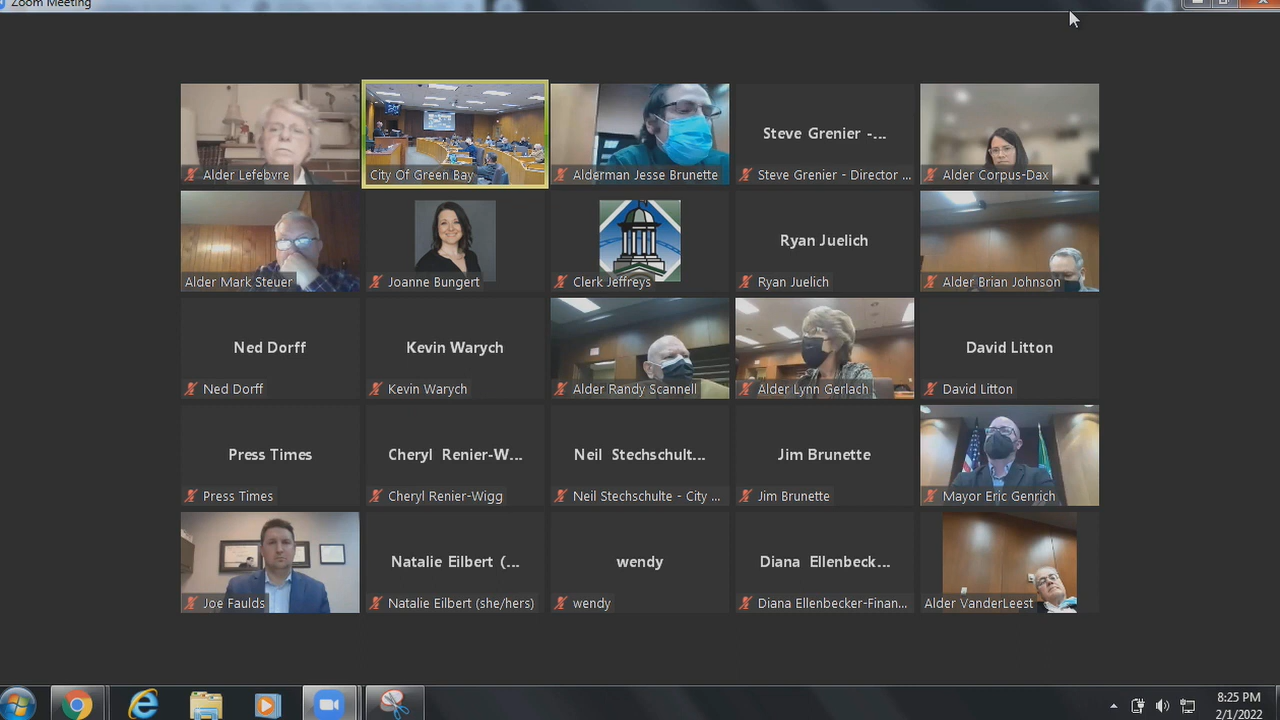 Zoom Meeting
Alder Lefebvre
City Of Green Bay
Alderman Jesse Brunette
Steve Grenier -...
Steve Grenier - Director ...
Alder Corpus-Dax
Alder Mark Steuer
Joanne Bungert
Clerk Jeffreys
Ryan Juelich
Ryan Juelich
Alder Brian Johnson
Ned Dorff
Ned Dorff
Kevin Warych
Kevin Warych
Alder Randy Scannell
Alder Lynn Gerlach
David Litton
David Litton
Press Times
Press Times
Cheryl Renier-W...
Cheryl Renier-Wigg
Neil Stechschult...
Neil Stechschulte - City ...
Jim Brunette
Jim Brunette
Mayor Eric Genrich
Joe Faulds
Natalie Eilbert (...
Natalie Eilbert (she/hers)
wendy
wendy
Diana Ellenbeck...
Diana Ellenbecker-Finan...
Alder VanderLeest
8:25 PM
2/1/2022